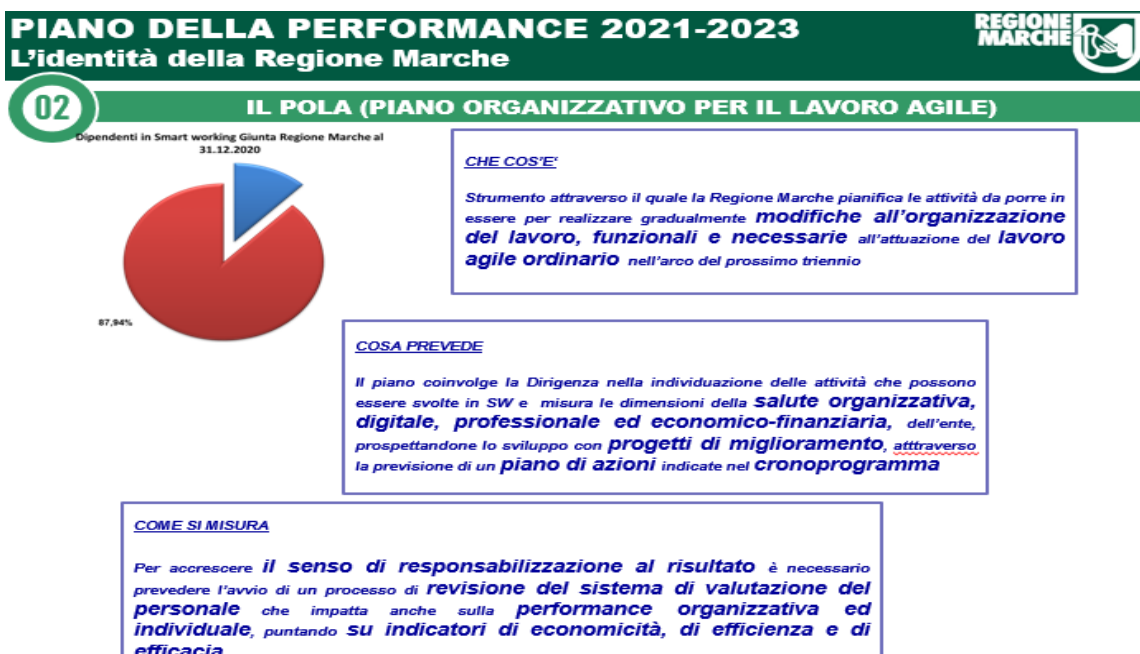 PIANO DELLA PERFORMANCE 2021-2023
L'identità della Regione Marche
REGIONE
MARCHE
02
IL POLA (PIANO ORGANIZZATIVO PER IL LAVORO AGILE)
Dipendenti in Smart working Giunta Regione Marche al
31.12.2020
87,94%
CHE COS'E'
Strumento attraverso il quale la Regione Marche pianifica le attività da porre in
essere per realizzare gradualmente modifiche all'organizzazione
del lavoro, funzionali e necessarie all'attuazione del lavoro
agile ordinario nell'arco del prossimo triennio
COSA PREVEDE
Il piano coinvolge la Dirigenza nella individuazione delle attività che possono
essere svolte in SW e misura le dimensioni della salute organizzativa,
digitale, professionale ed economico-finanziaria, dell'ente,
prospettandone lo sviluppo con progetti di miglioramento, atttraverso
la previsione di un piano di azioni indicate nel cronoprogramma
COME SI MISURA
Per accrescere il senso di responsabilizzazione al risultato è necessario
prevedere l'avvio di un processo di revisione del sistema di valutazione del
personale che impatta anche sulla performance organizzativa ed
individuale, puntando su indicatori di economicità, di efficienza e di
efficacia